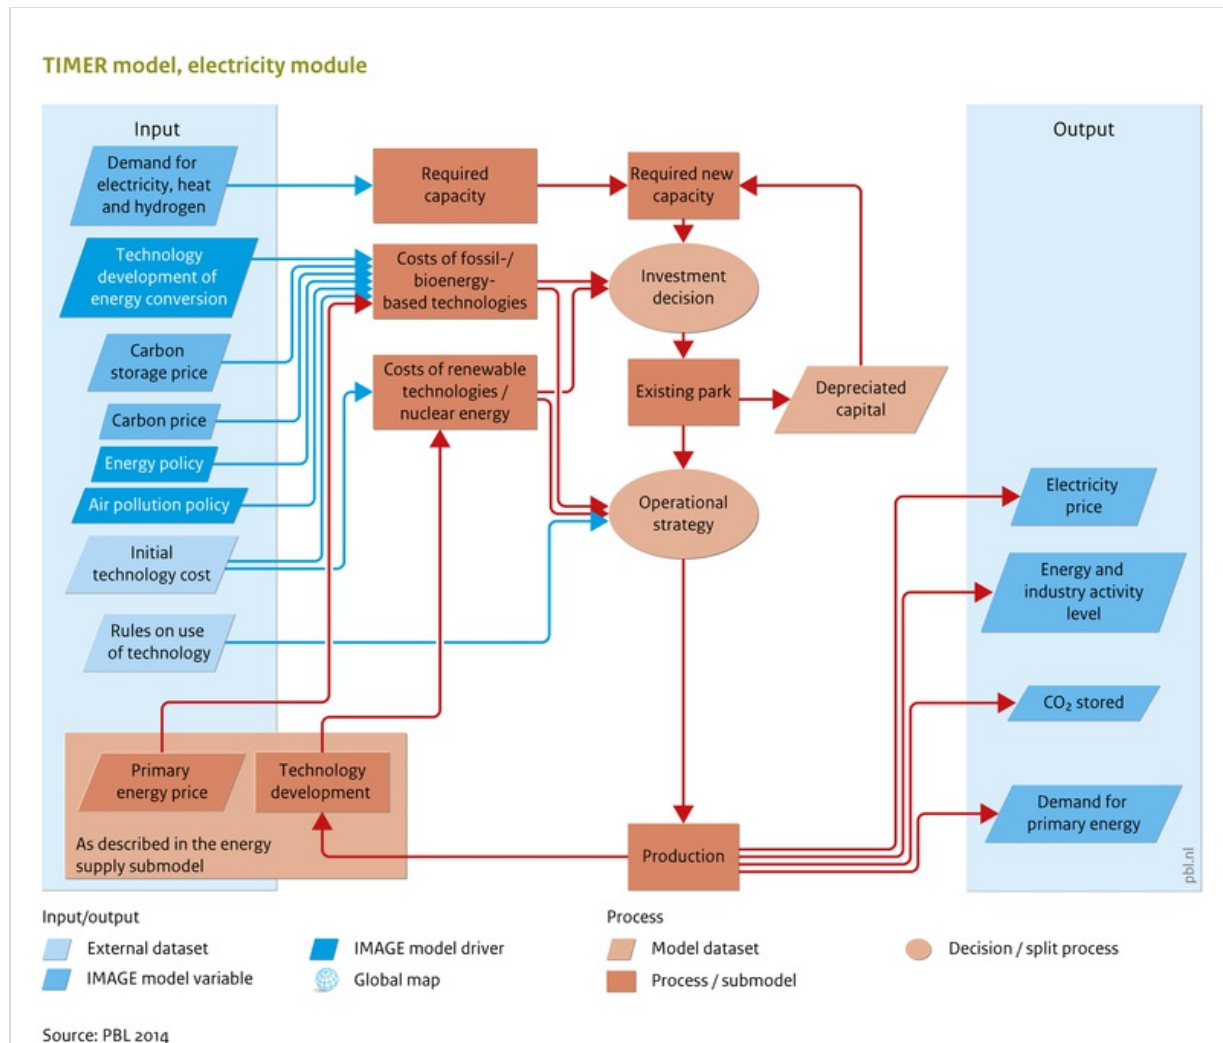 TIMER model, electricity module
Input
Output
Demand for
electricity, heat
and hydrogen
Required
capacity
Required new
capacity
Technology
development of
energy conversion
Costs of fossil-/
bioenergy-
based technologies
Investment
decision
Carbon
storage price
Costs of renewable
technologies /
nuclear energy
Existing park
Depreciated
capital
Carbon price
Energy policy
Air pollution policy
Operational
strategy
Electricity
price
Initial
technology cost
Energy and
industry activity
level
Rules on use
of technology
CO₂ stored
Primary
energy price
Technology
development
Demand for
primary energy
As described in the energy
supply submodel
Production
pbl.nl
Input/output
Process
External dataset
IMAGE model driver
Model dataset
Decision / split process
IMAGE model variable
Global map
Process / submodel
Source: PBL 2014